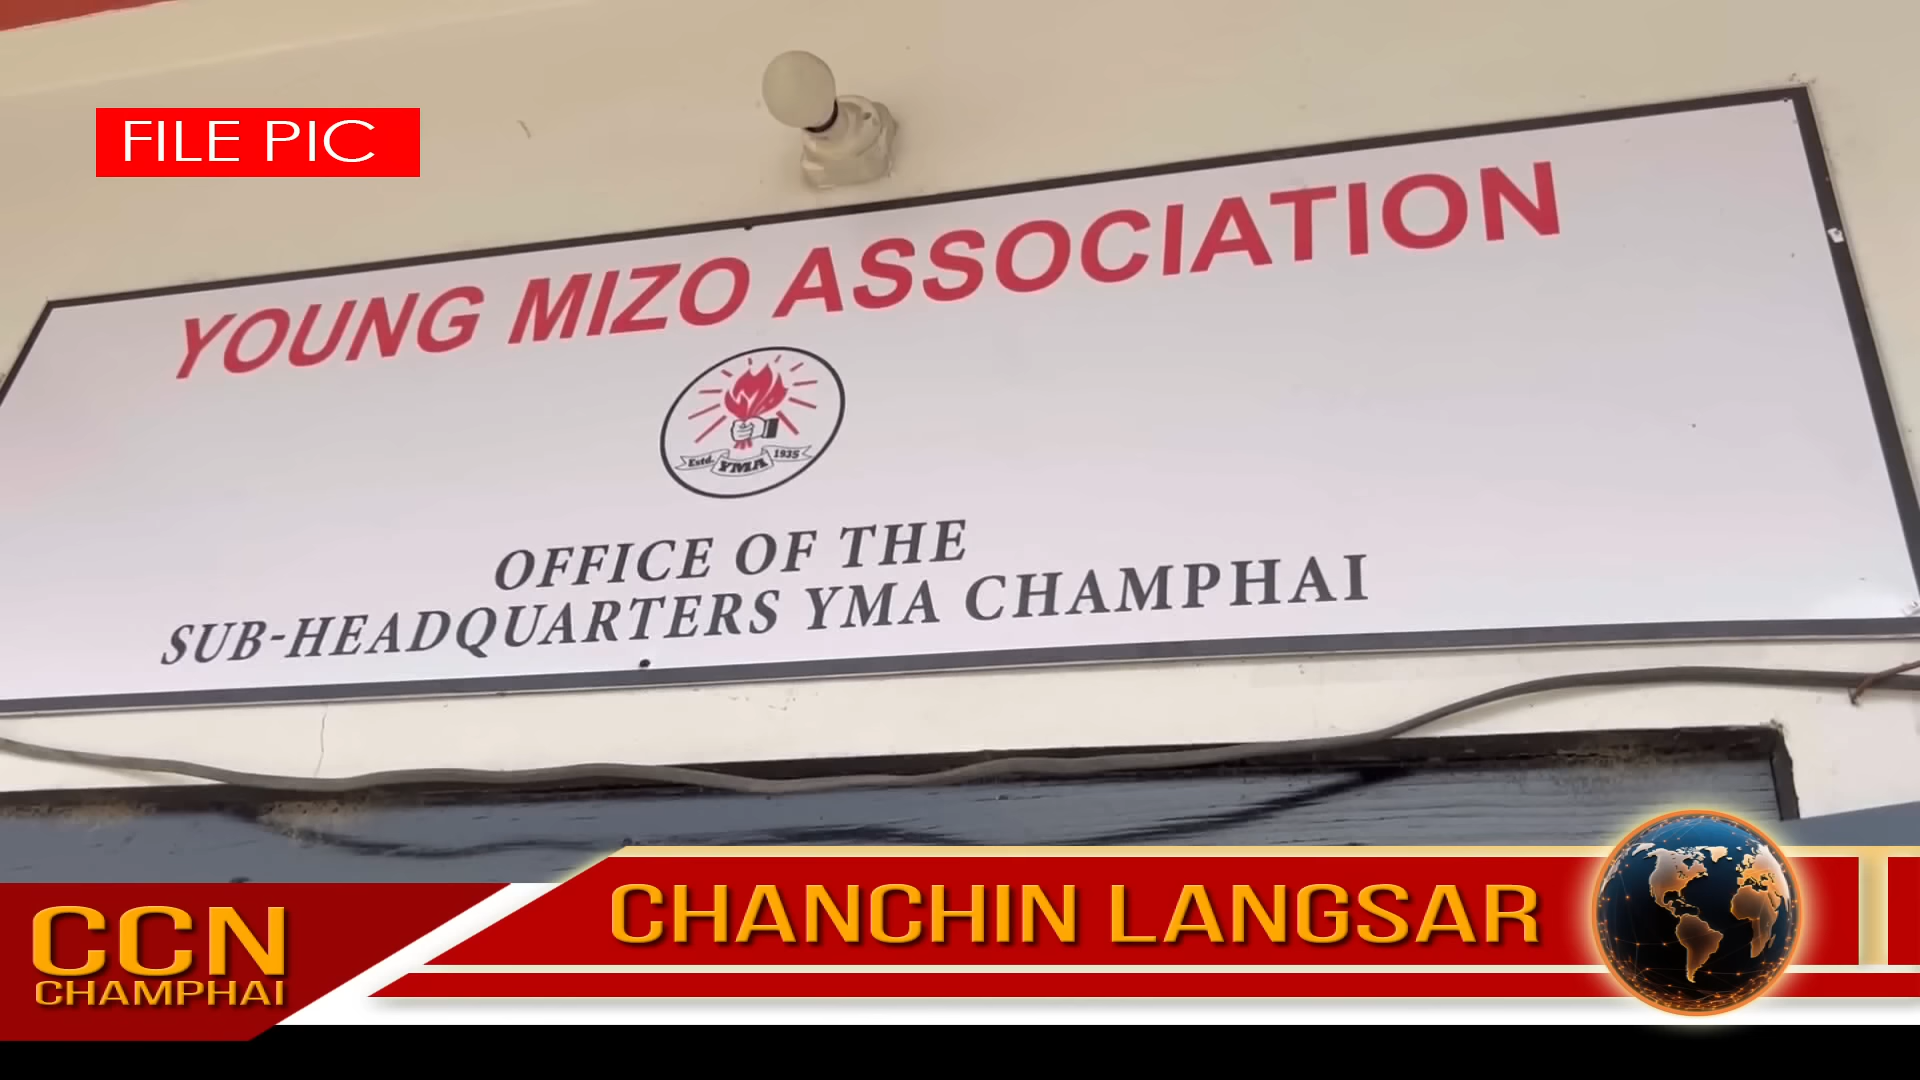 FILE PIC
YOUNG MIZO ASSOCIATION
Estd. YMA 1935
OFFICE OF THE
SUB-HEADQUARTERS YMA CHAMPHAI
CHANCHIN LANGSAR
CCN
CHAMPHAI